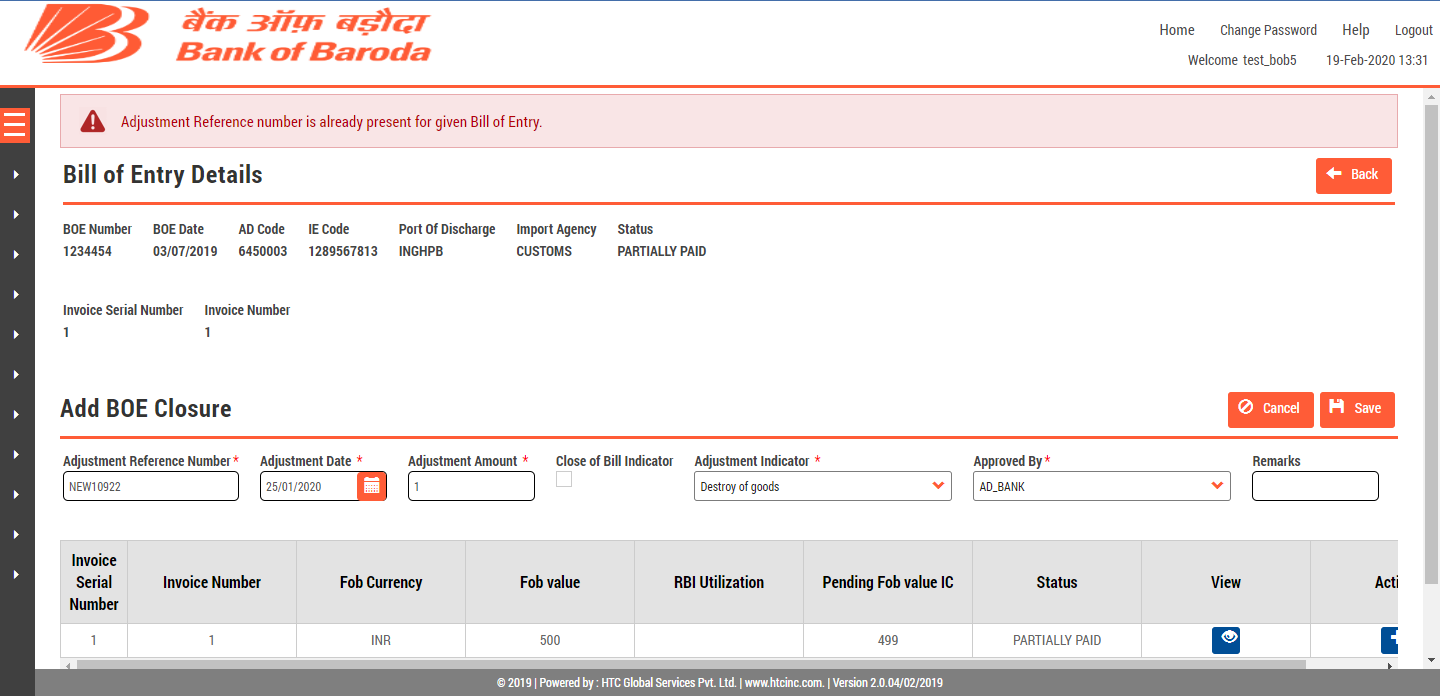 बैंक ऑफ़ बड़ौदा
Bank of Baroda
Home Change Password Help Logout
Welcome test_bob5 19-Feb-2020 13:31
Adjustment Reference number is already present for given Bill of Entry.
Bill of Entry Details
Back
BOE Number BOE Date AD Code IE Code Port Of Discharge Import Agency Status
1234454 03/07/2019 6450003 1289567813 INGHPB CUSTOMS PARTIALLY PAID
Invoice Serial Number Invoice Number
1 1
Add BOE Closure
Cancel Save
Adjustment Reference Number * Adjustment Date * Adjustment Amount * Close of Bill Indicator Adjustment Indicator * Approved By * Remarks
NEW10922 25/01/2020 1 Destroy of goods AD_BANK
Invoice Serial Number Invoice Number Fob Currency Fob value RBI Utilization Pending Fob value IC Status View Acti
1 1 INR 500 499 PARTIALLY PAID
© 2019 | Powered by : HTC Global Services Pvt. Ltd. | www.htcinc.com. | Version 2.0.04/02/2019